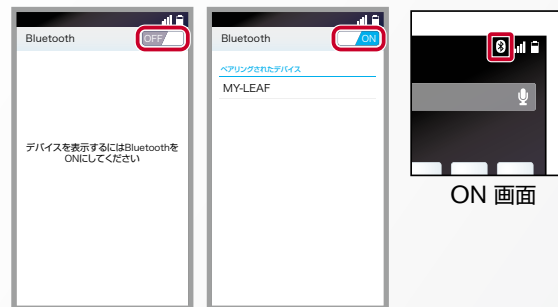 Bluetooth
OFF
デバイスを表示するにはBluetoothを
ONにしてください
Bluetooth
ON
ペアリングされたデバイス
MY-LEAF
ON 画面